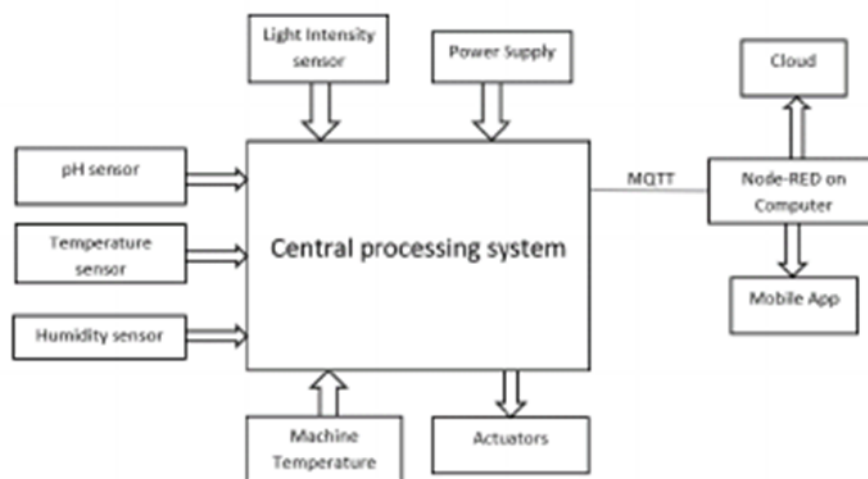 Light Intensity
sensor
Power Supply
Cloud
pH sensor
MQTT
Node-RED on
Computer
Temperature
sensor
Central processing system
Mobile App
Humidity sensor
Machine
Temperature
Actuators